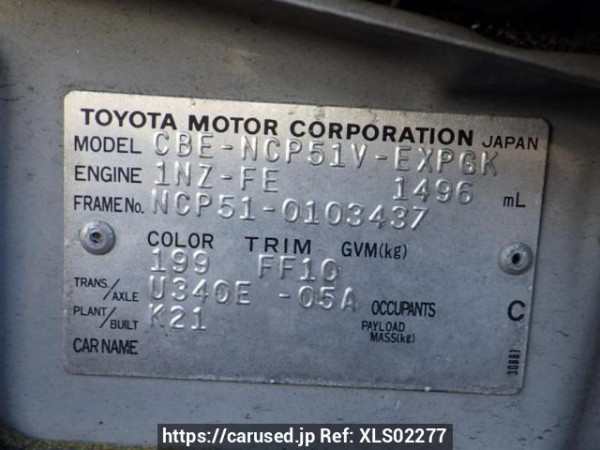 TOYOTA MOTOR CORPORATION JAPAN
MODEL CBE-NCP51V-EXPGK
ENGINE 1NZ-FE 1496 mL
FRAME No. NCP51-0103437
COLOR TRIM GVM(kg)
199 FF10
TRANS./AXLE U340E -05A OCCUPANTS C
PLANT/BUILT K21 PAYLOAD MASS(kg)
CAR NAME
https://carused.jp Ref: XLS02277